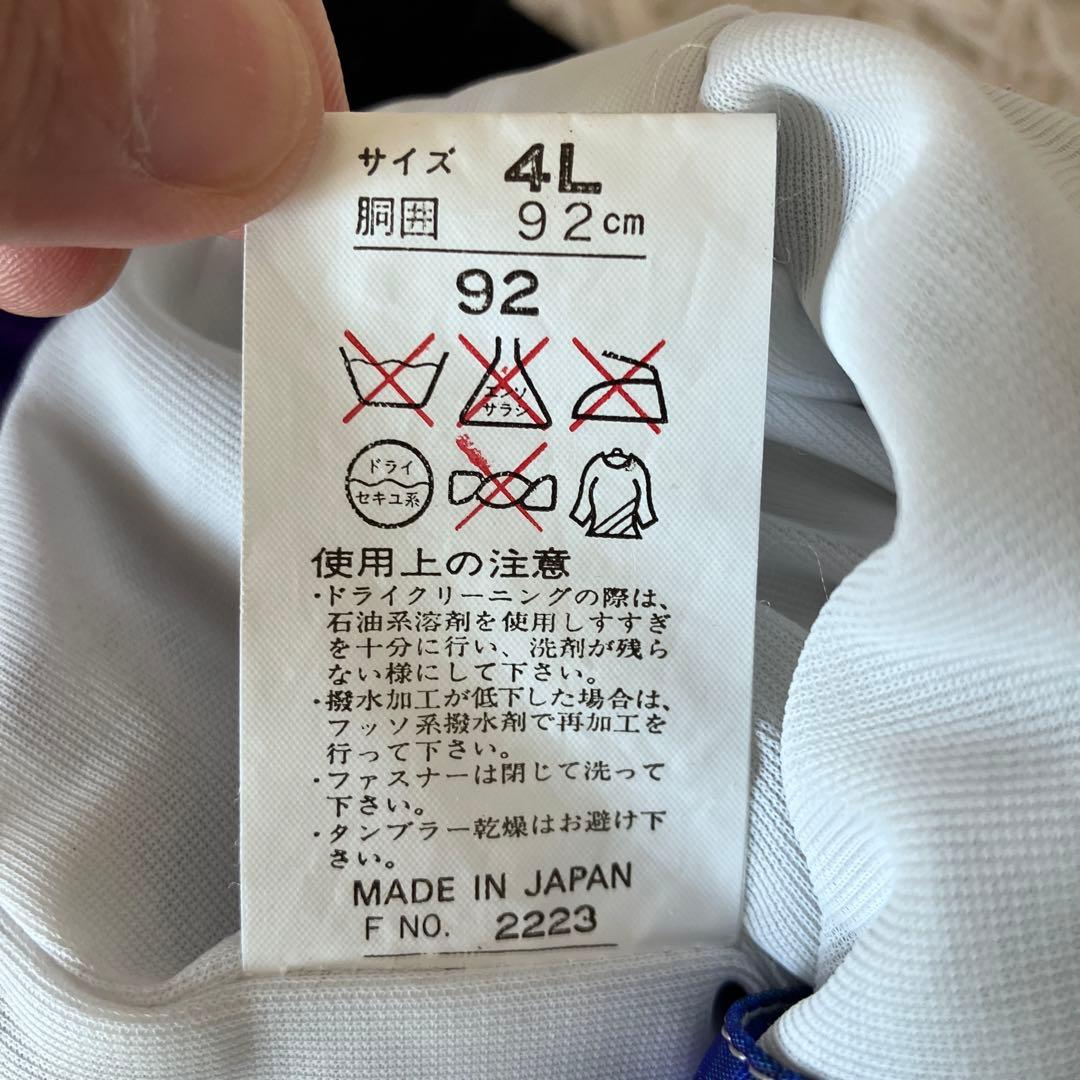 サイズ 4L
胴囲 92cm
92
エンソ
サラシ
ドライ
セキユ系
使用上の注意
・ドライクリーニングの際は、
石油系溶剤を使用しすすぎ
を十分に行い、洗剤が残ら
ない様にして下さい。
・撥水加工が低下した場合は、
フッソ系撥水剤で再加工を
行って下さい。
・ファスナーは閉じて洗って
下さい。
・タンブラー乾燥はお避け下
さい。
MADE IN JAPAN
F NO. 2223